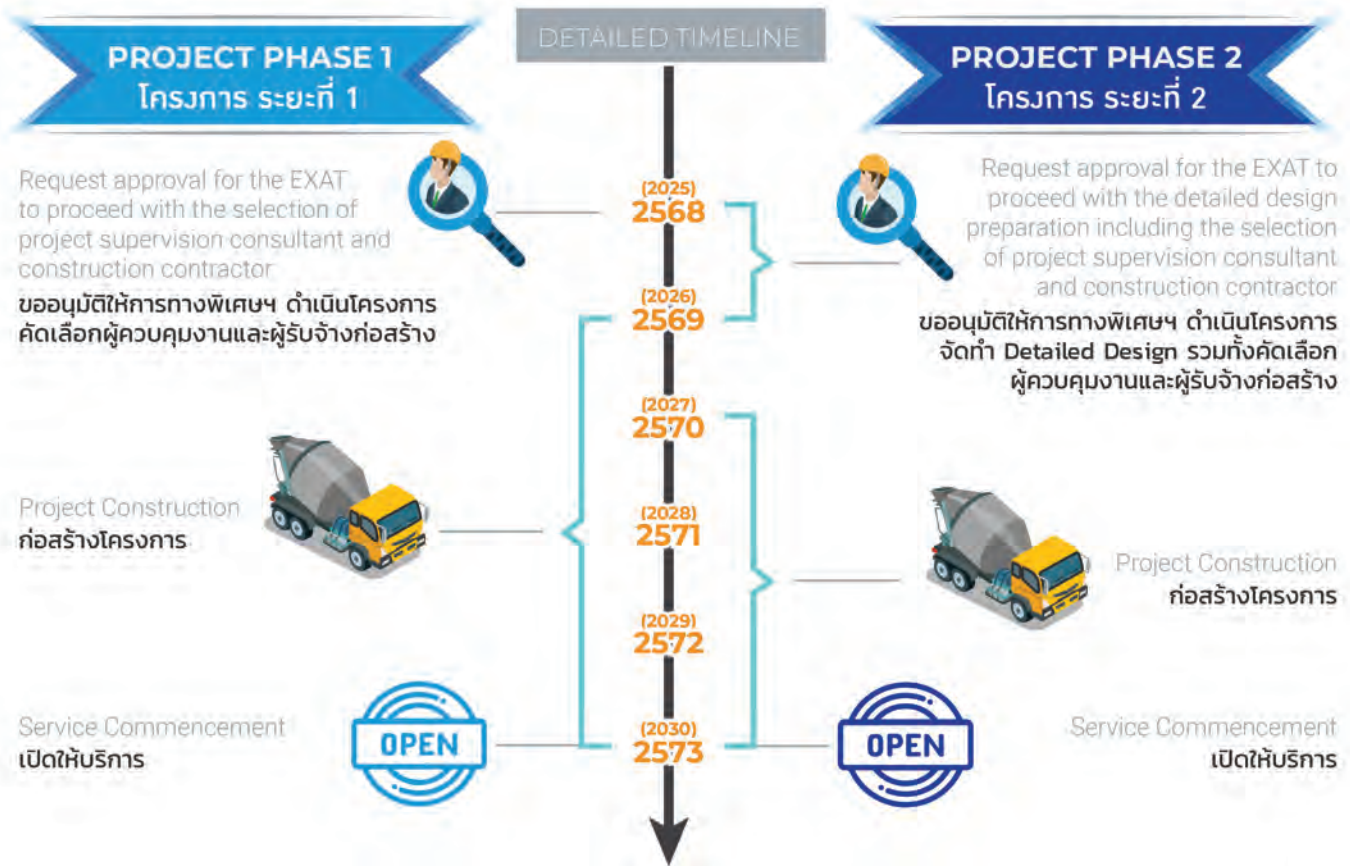 DETAILED TIMELINE
PROJECT PHASE 1
โครงการ ระยะที่ 1
Request approval for the EXAT
to proceed with the selection of
project supervision consultant and
construction contractor
ขออนุมัติให้การทางพิเศษฯ ดำเนินโครงการ
คัดเลือกผู้ควบคุมงานและผู้รับจ้างก่อสร้าง
Project Construction
ก่อสร้างโครงการ
Service Commencement
เปิดให้บริการ
OPEN
(2025)
2568
(2026)
2569
(2027)
2570
(2028)
2571
(2029)
2572
(2030)
2573
PROJECT PHASE 2
โครงการ ระยะที่ 2
Request approval for the EXAT to
proceed with the detailed design
preparation including the selection
of project supervision consultant
and construction contractor
ขออนุมัติให้การทางพิเศษฯ ดำเนินโครงการ
จัดทำ Detailed Design รวมทั้งคัดเลือก
ผู้ควบคุมงานและผู้รับจ้างก่อสร้าง
Project Construction
ก่อสร้างโครงการ
OPEN
Service Commencement
เปิดให้บริการ